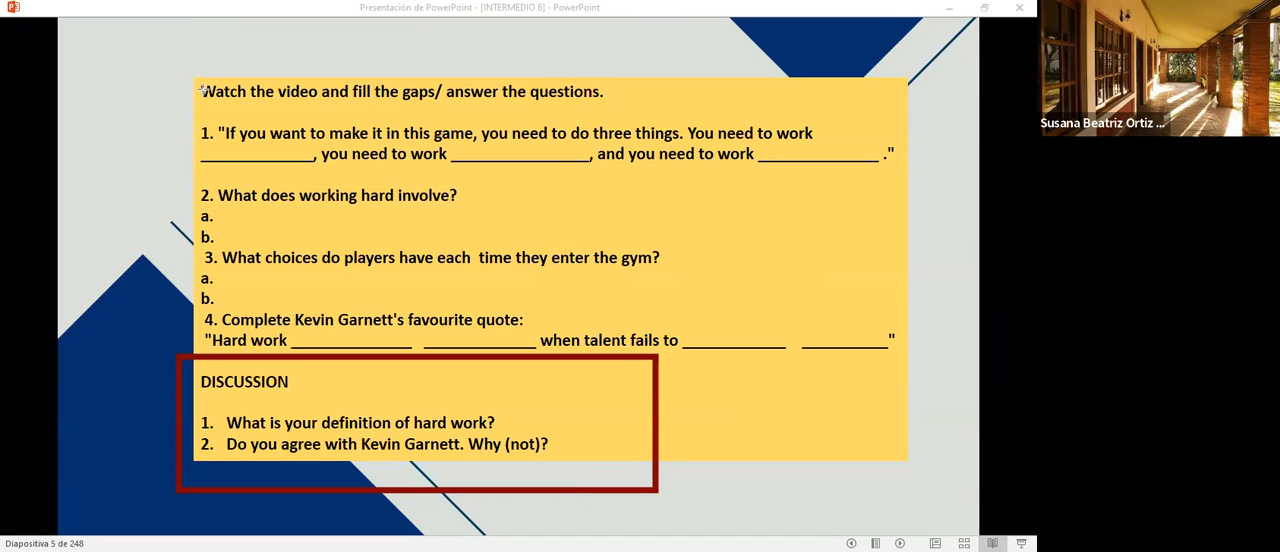 Presentación de PowerPoint - [INTERMEDIO 6] - PowerPoint
Susana Beatriz Ortiz ...
Watch the video and fill the gaps/ answer the questions.
1. "If you want to make it in this game, you need to do three things. You need to work
______________, you need to work _________________, and you need to work _______________ ."
2. What does working hard involve?
a.
b.
3. What choices do players have each  time they enter the gym?
a.
b.
4. Complete Kevin Garnett's favourite quote:
"Hard work _______________ ______________ when talent fails to _____________ ___________"
DISCUSSION
1. What is your definition of hard work?
2. Do you agree with Kevin Garnett. Why (not)?
Diapositiva 5 de 248